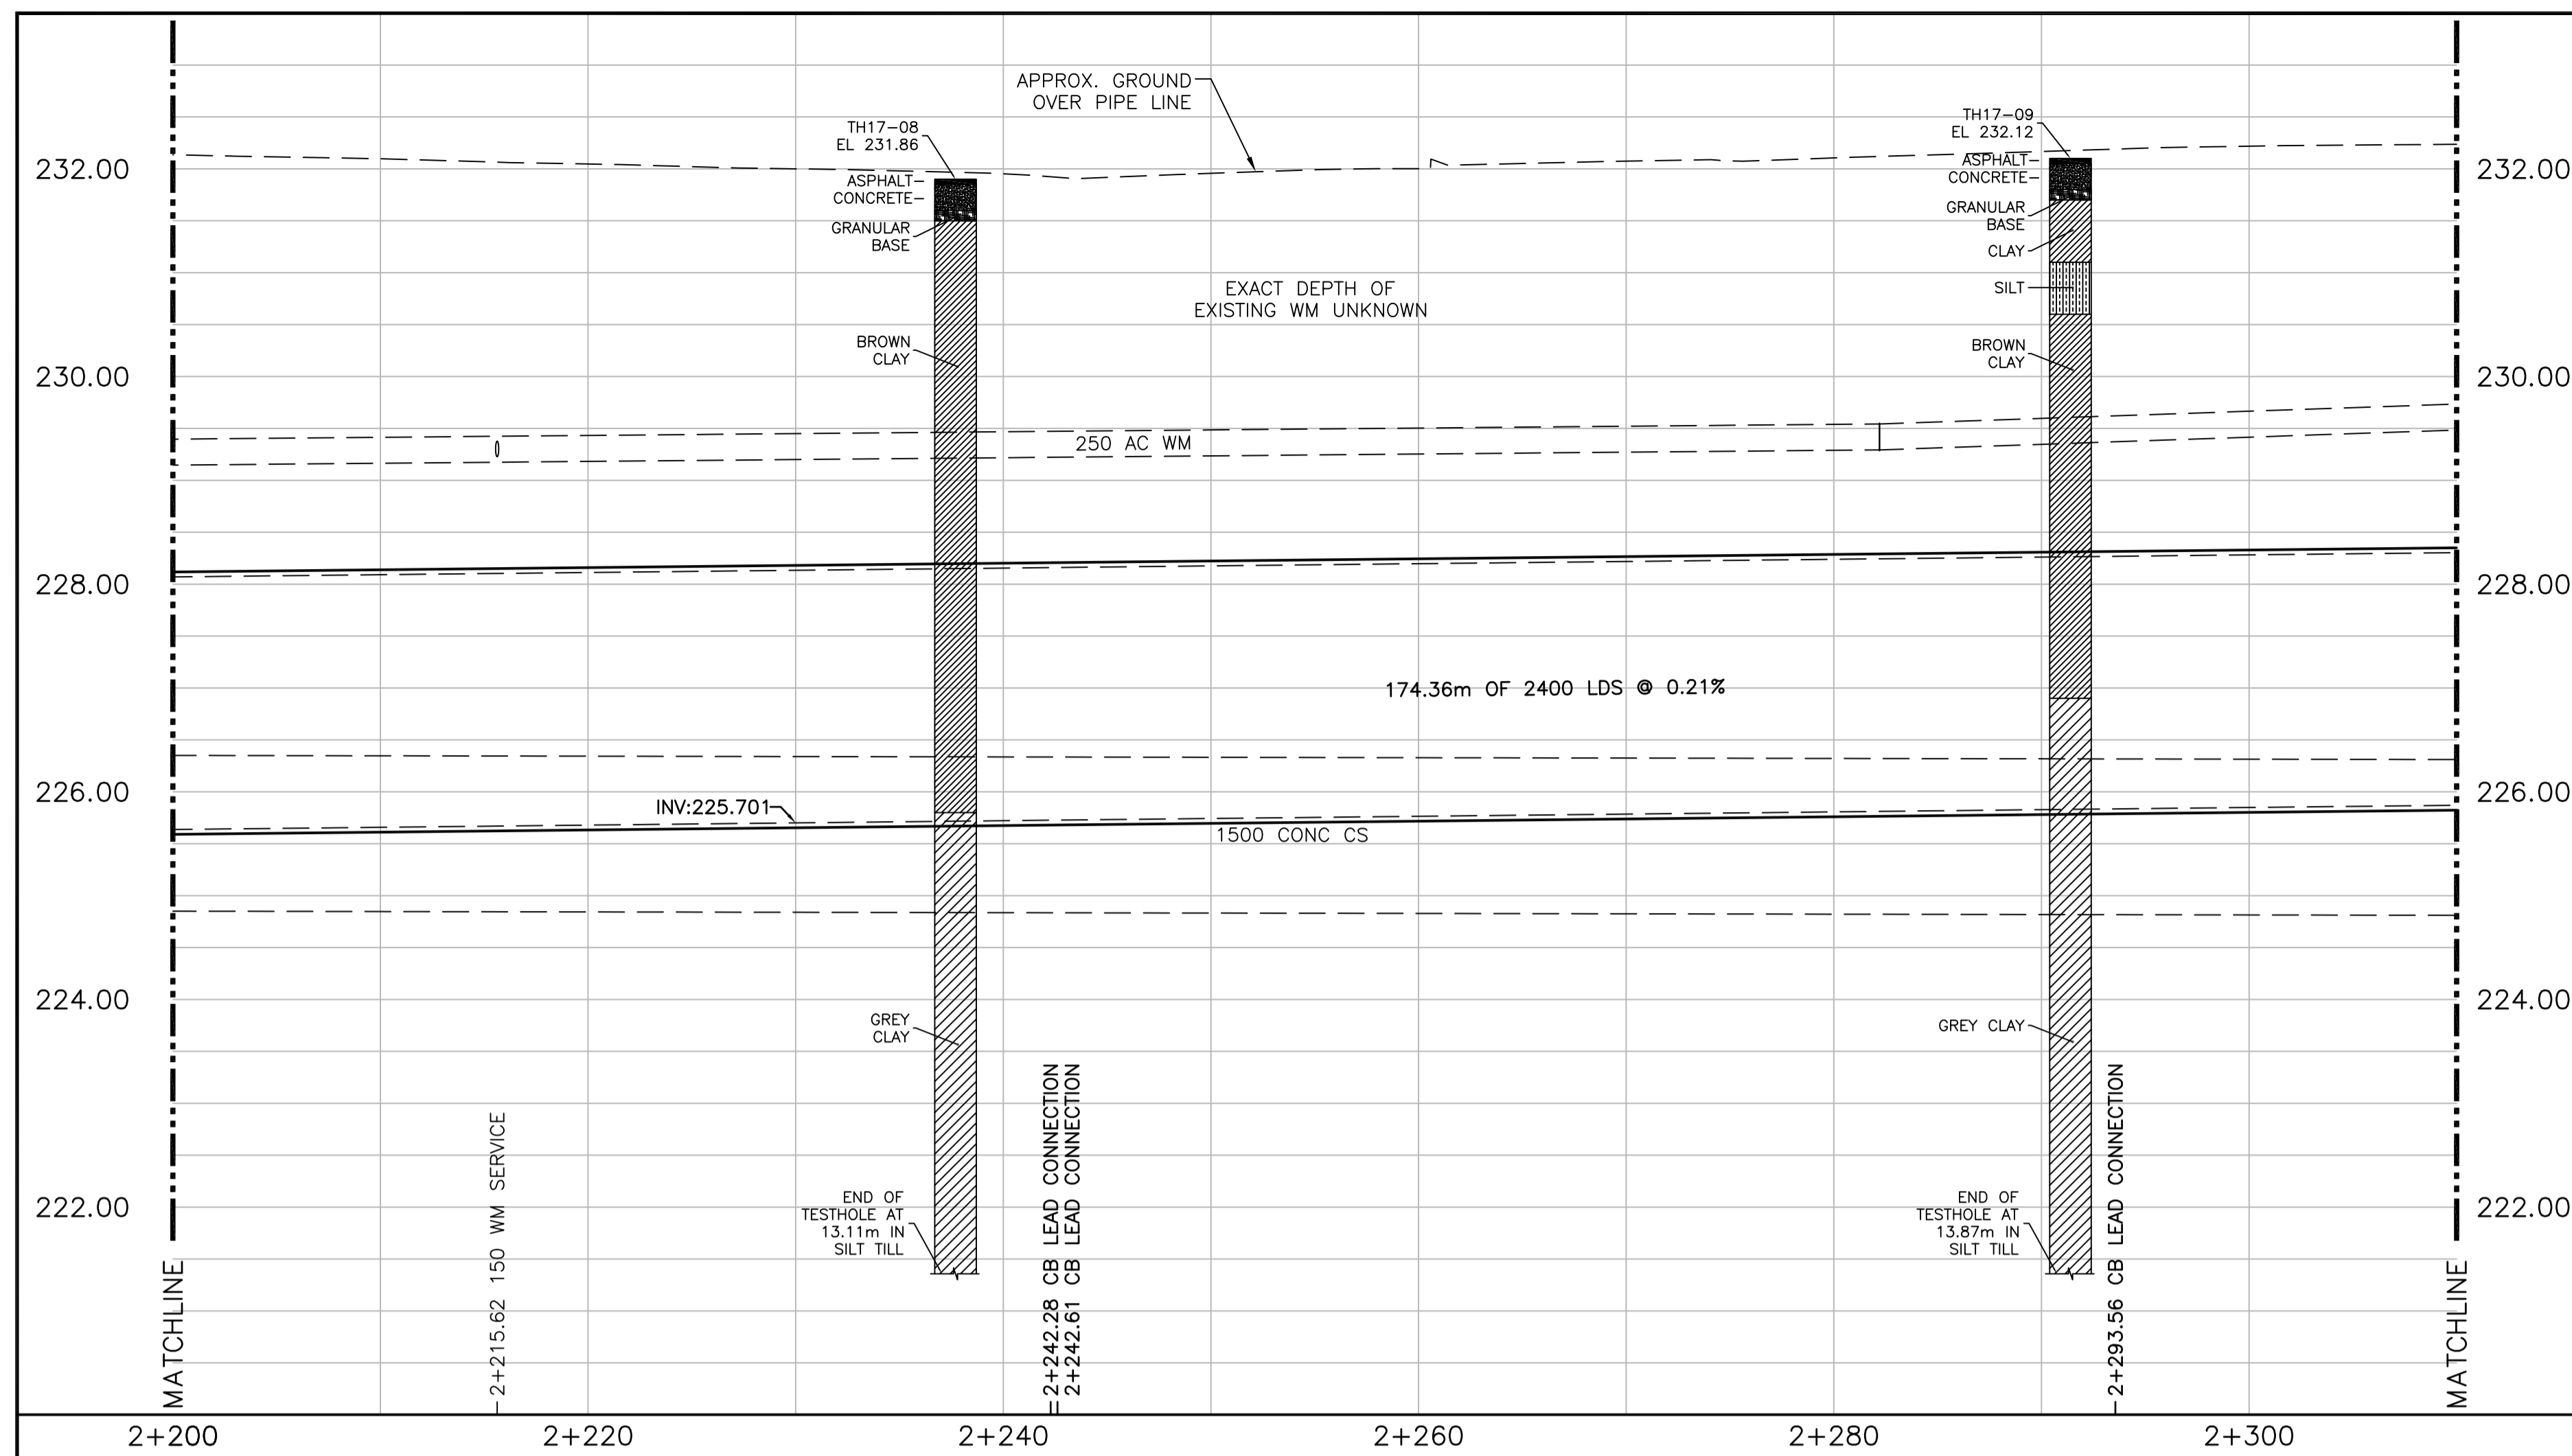 APPROX. GROUND
OVER PIPE LINE
TH17-08
EL 231.86
TH17-09
EL 232.12
232.00
ASPHALT
CONCRETE
GRANULAR
BASE
ASPHALT
CONCRETE
GRANULAR
BASE
CLAY
232.00
EXACT DEPTH OF
EXISTING WM UNKNOWN
SILT
BROWN
CLAY
BROWN
CLAY
230.00
230.00
250 AC WM
228.00
228.00
174.36m OF 2400 LDS @ 0.21%
226.00
INV:225.701
226.00
1500 CONC CS
224.00
224.00
GREY
CLAY
GREY CLAY
222.00
222.00
END OF
TESTHOLE AT
13.11m IN
SILT TILL
END OF
TESTHOLE AT
13.87m IN
SILT TILL
MATCHLINE
2+215.62 150 WM SERVICE
2+242.28 CB LEAD CONNECTION
2+242.61 CB LEAD CONNECTION
2+293.56 CB LEAD CONNECTION
MATCHLINE
2+200
2+220
2+240
2+260
2+280
2+300